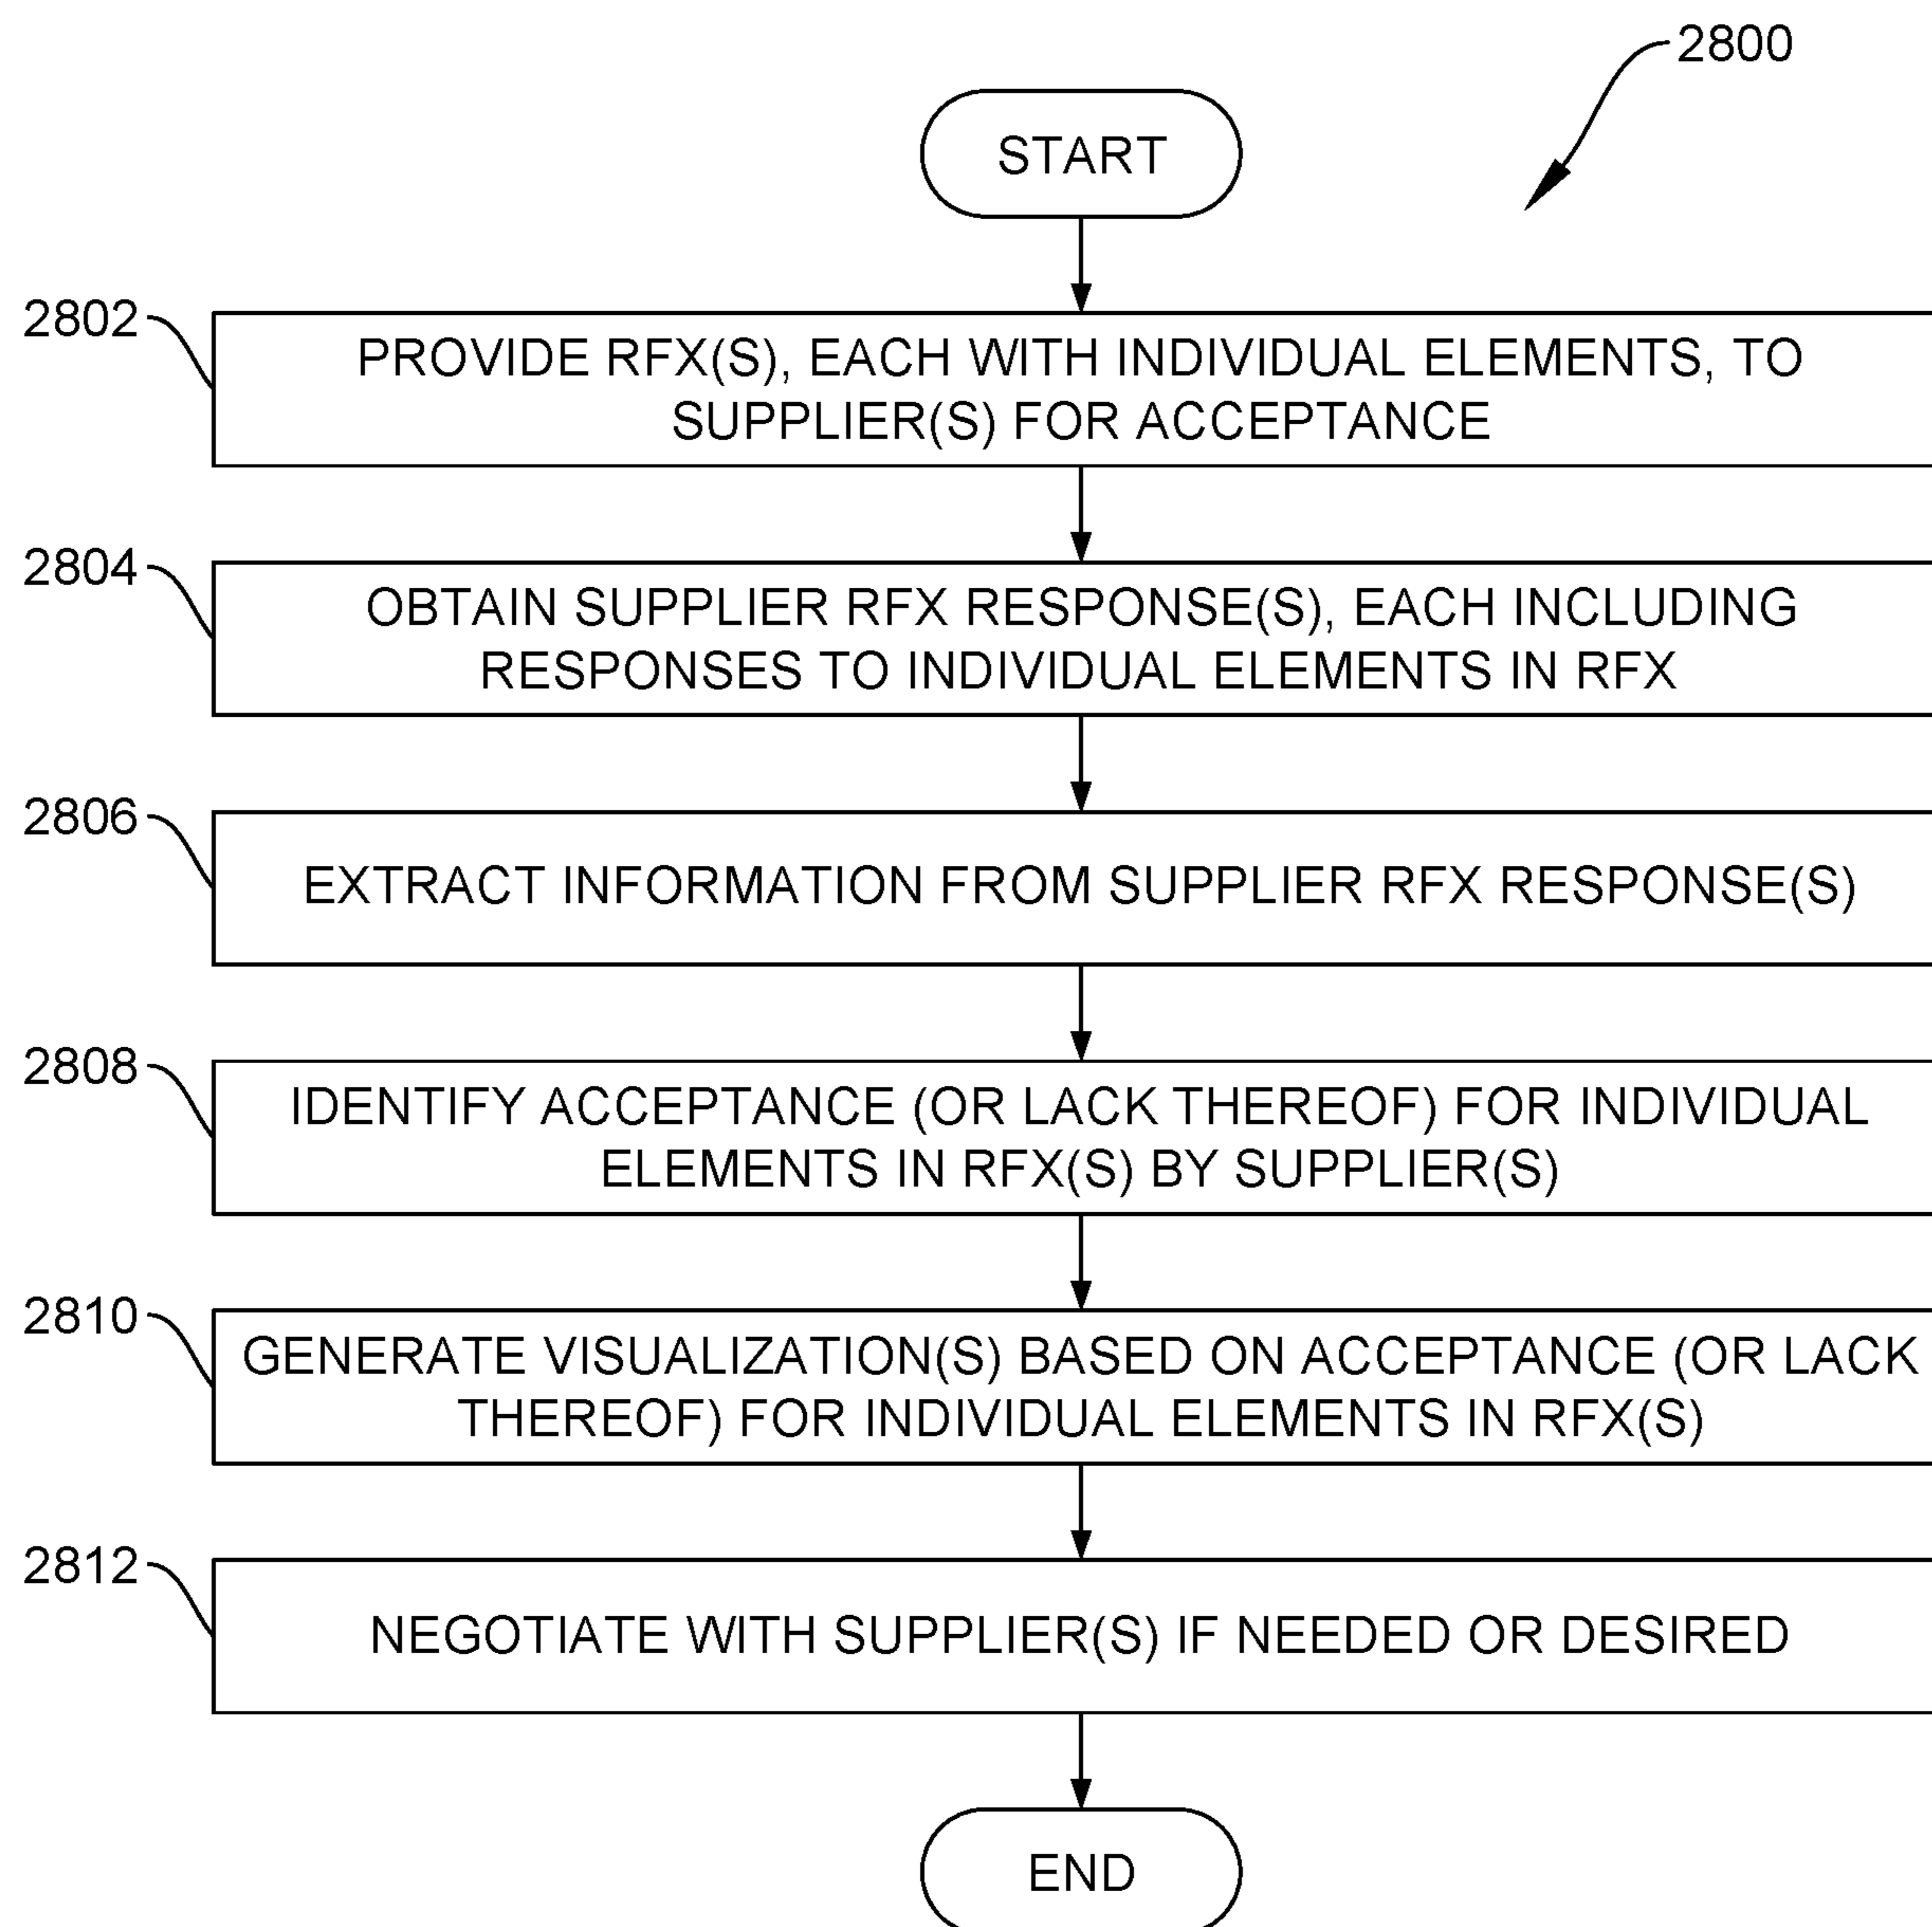 2800
START
2802
PROVIDE RFX(S), EACH WITH INDIVIDUAL ELEMENTS, TO
SUPPLIER(S) FOR ACCEPTANCE
2804
OBTAIN SUPPLIER RFX RESPONSE(S), EACH INCLUDING
RESPONSES TO INDIVIDUAL ELEMENTS IN RFX
2806
EXTRACT INFORMATION FROM SUPPLIER RFX RESPONSE(S)
2808
IDENTIFY ACCEPTANCE (OR LACK THEREOF) FOR INDIVIDUAL
ELEMENTS IN RFX(S) BY SUPPLIER(S)
2810
GENERATE VISUALIZATION(S) BASED ON ACCEPTANCE (OR LACK
THEREOF) FOR INDIVIDUAL ELEMENTS IN RFX(S)
2812
NEGOTIATE WITH SUPPLIER(S) IF NEEDED OR DESIRED
END